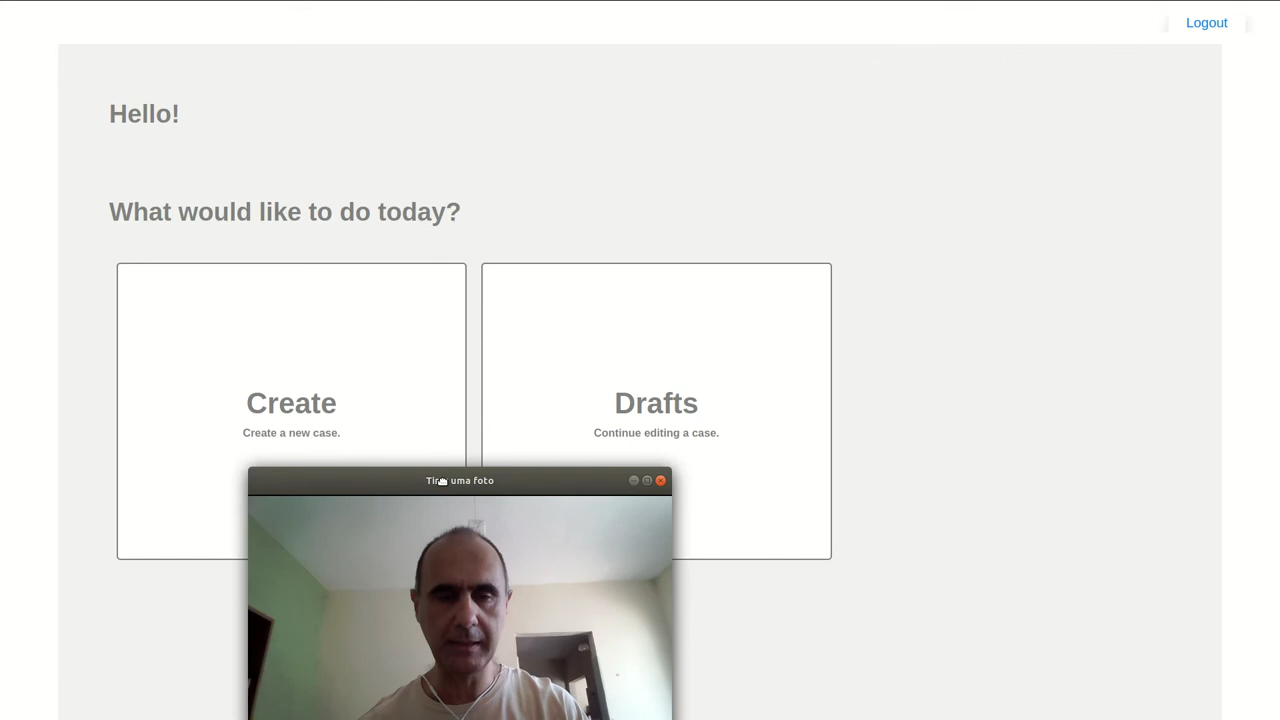 Logout
Hello!
What would like to do today?
Create
Create a new case.
Drafts
Continue editing a case.
uma foto